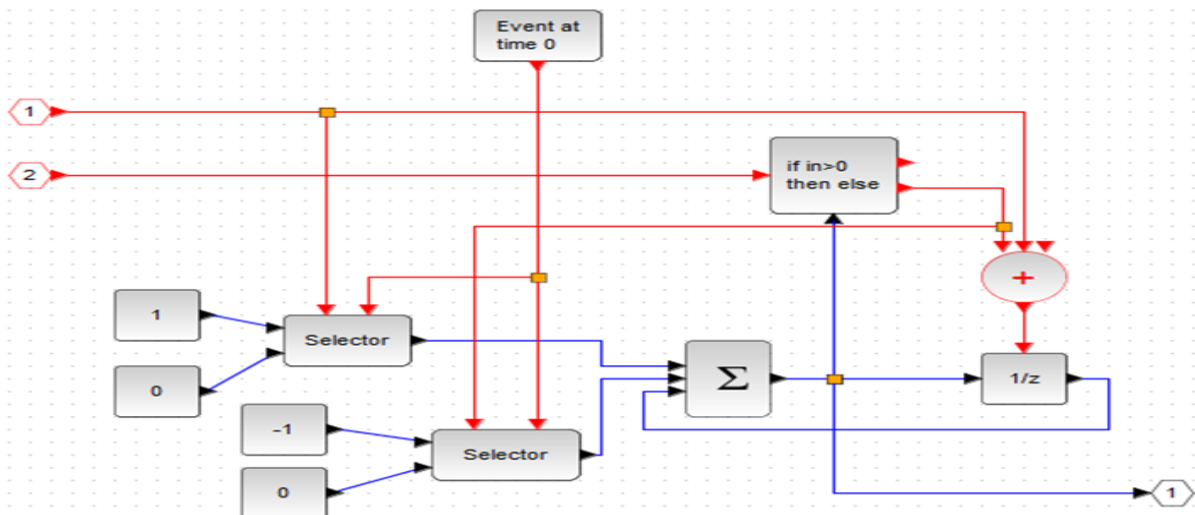 Event at
time 0
1
2
if in>0
then else
+
1
Selector
0
Σ
1/z
-1
Selector
0
1